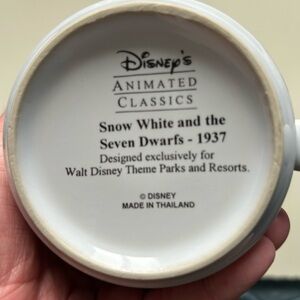 Disney's
ANIMATED
CLASSICS
Snow White and the
Seven Dwarfs - 1937
Designed exclusively for
Walt Disney Theme Parks and Resorts.
© DISNEY
MADE IN THAILAND